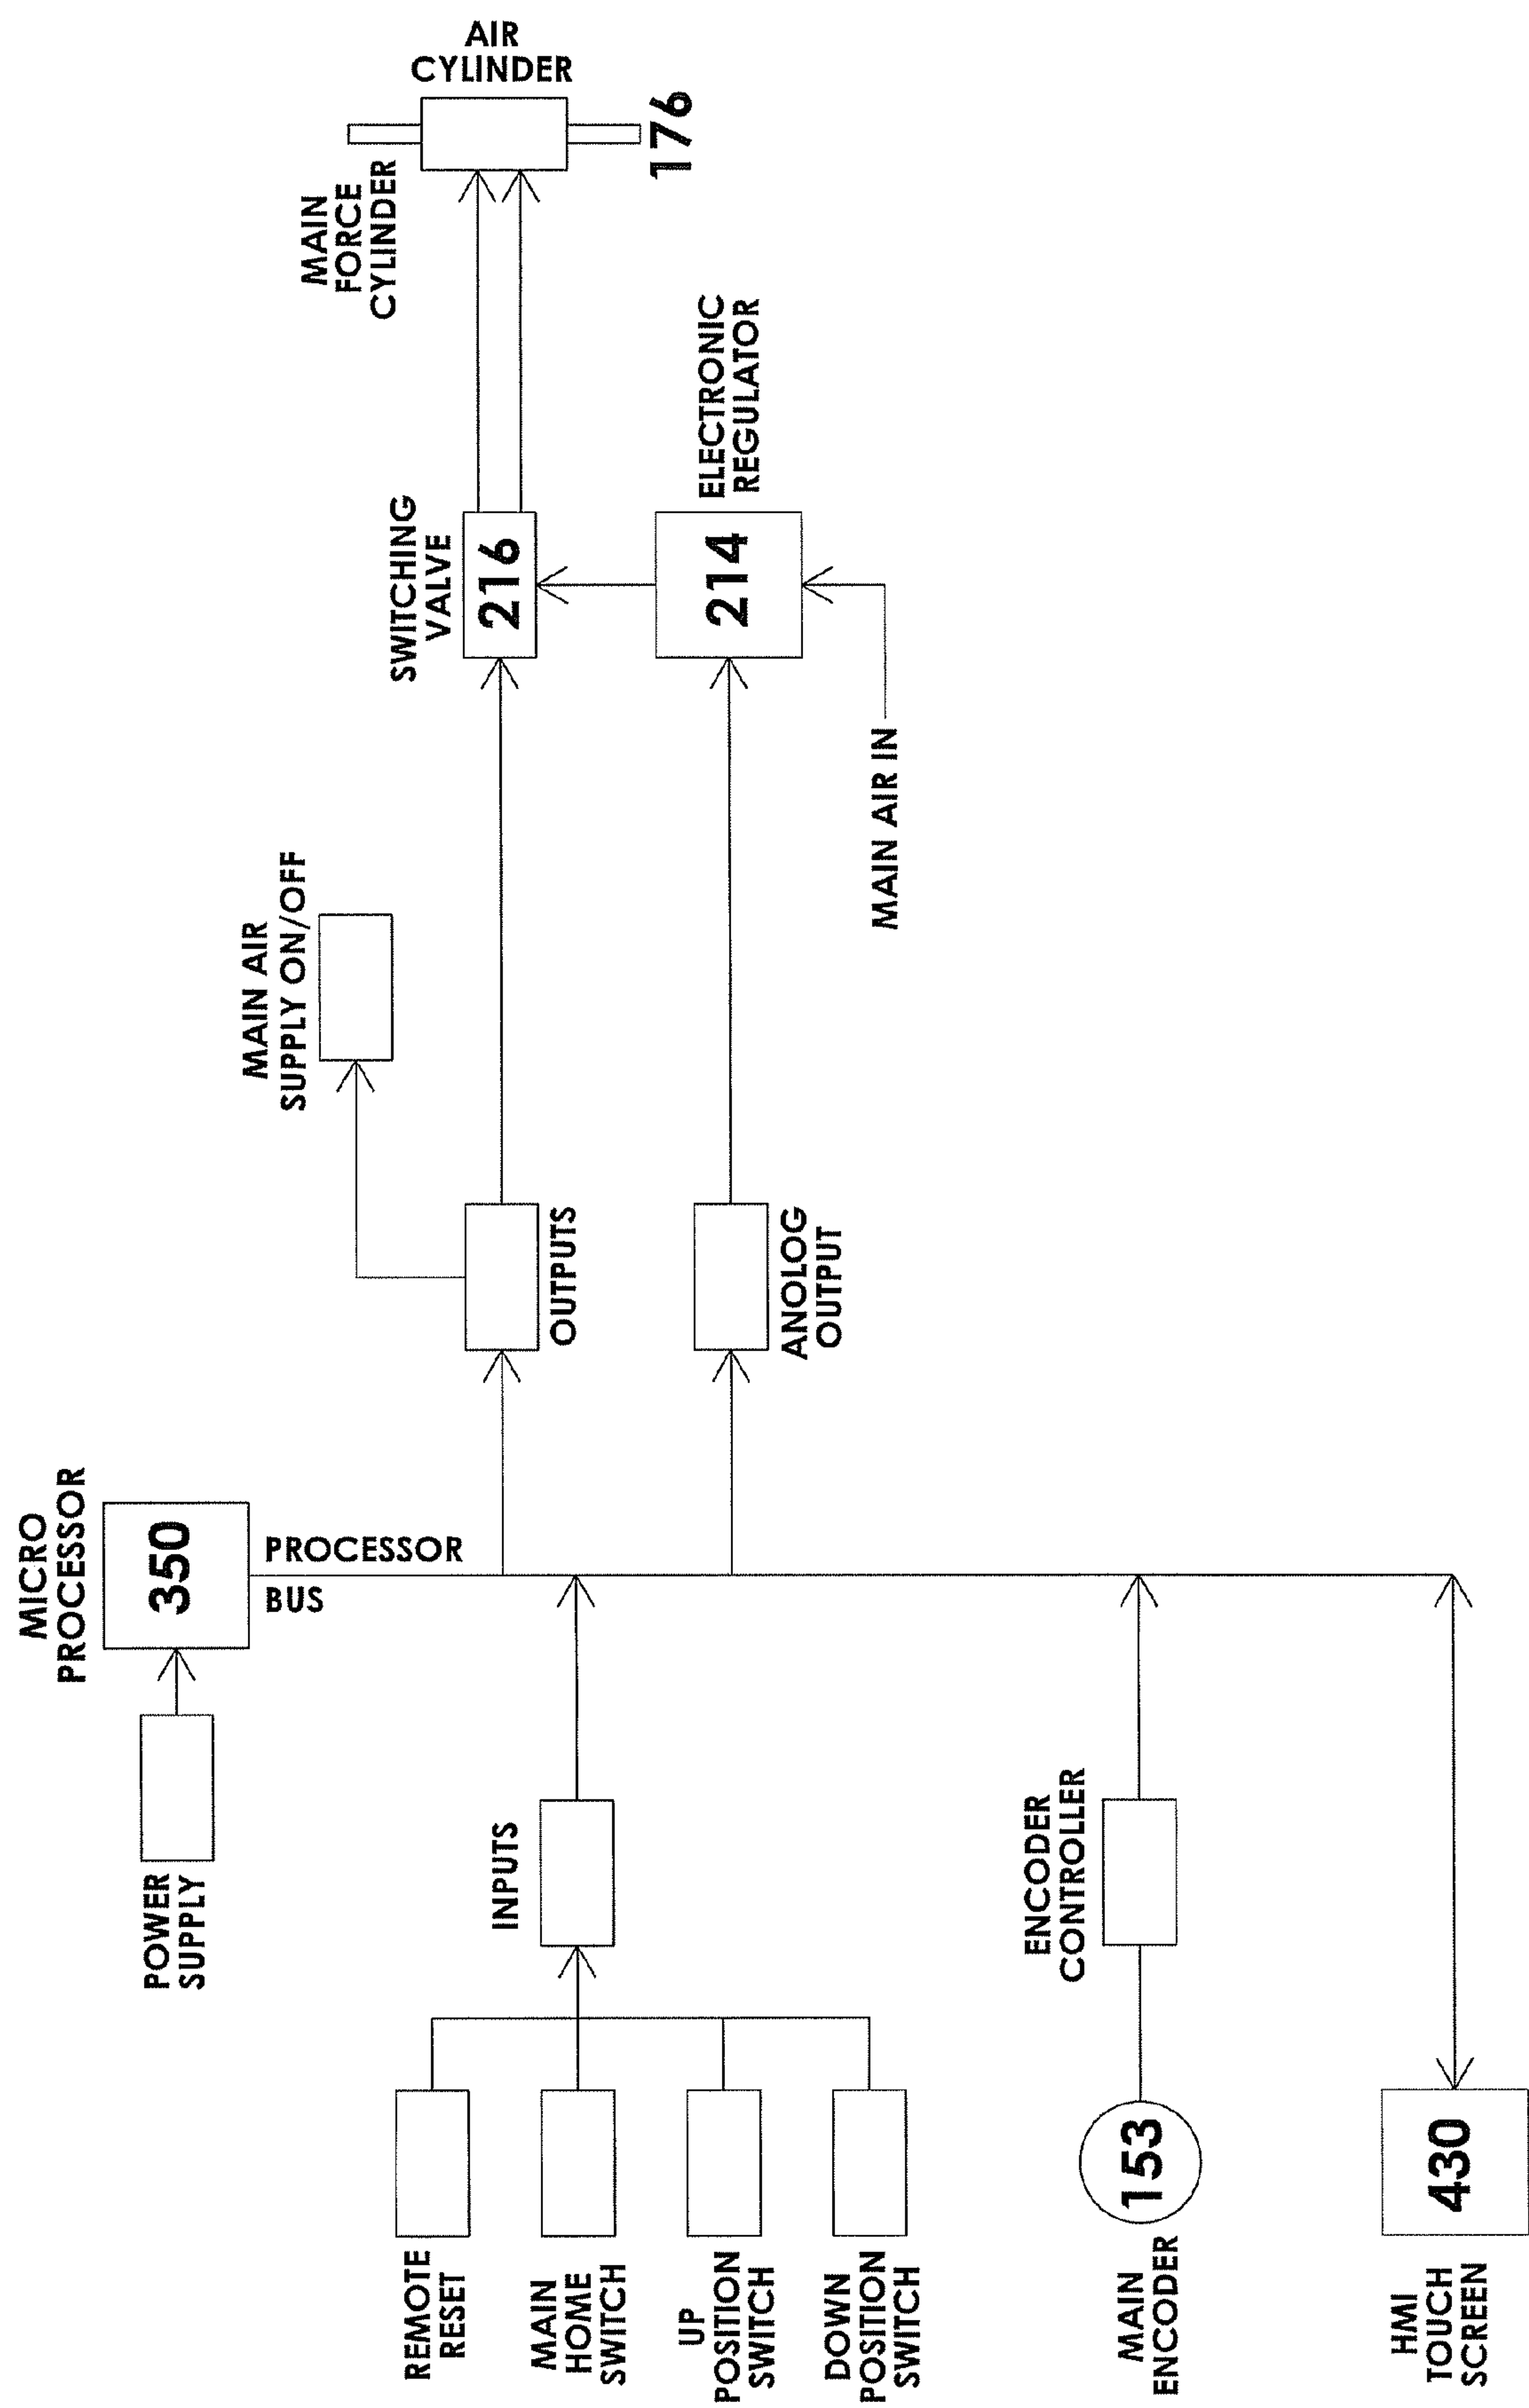 MICRO
PROCESSOR
350
POWER
SUPPLY
PROCESSOR
BUS
MAIN AIR
SUPPLY ON/OFF
MAIN
FORCE
CYLINDER
AIR
CYLINDER
176
SWITCHING
VALVE
216
OUTPUTS
INPUTS
REMOTE
RESET
MAIN
HOME
SWITCH
UP
POSITION
SWITCH
DOWN
POSITION
SWITCH
ELECTRONIC
REGULATOR
214
ANOLOG
OUTPUT
MAIN AIR IN
ENCODER
CONTROLLER
153
MAIN
ENCODER
430
HMI
TOUCH
SCREEN